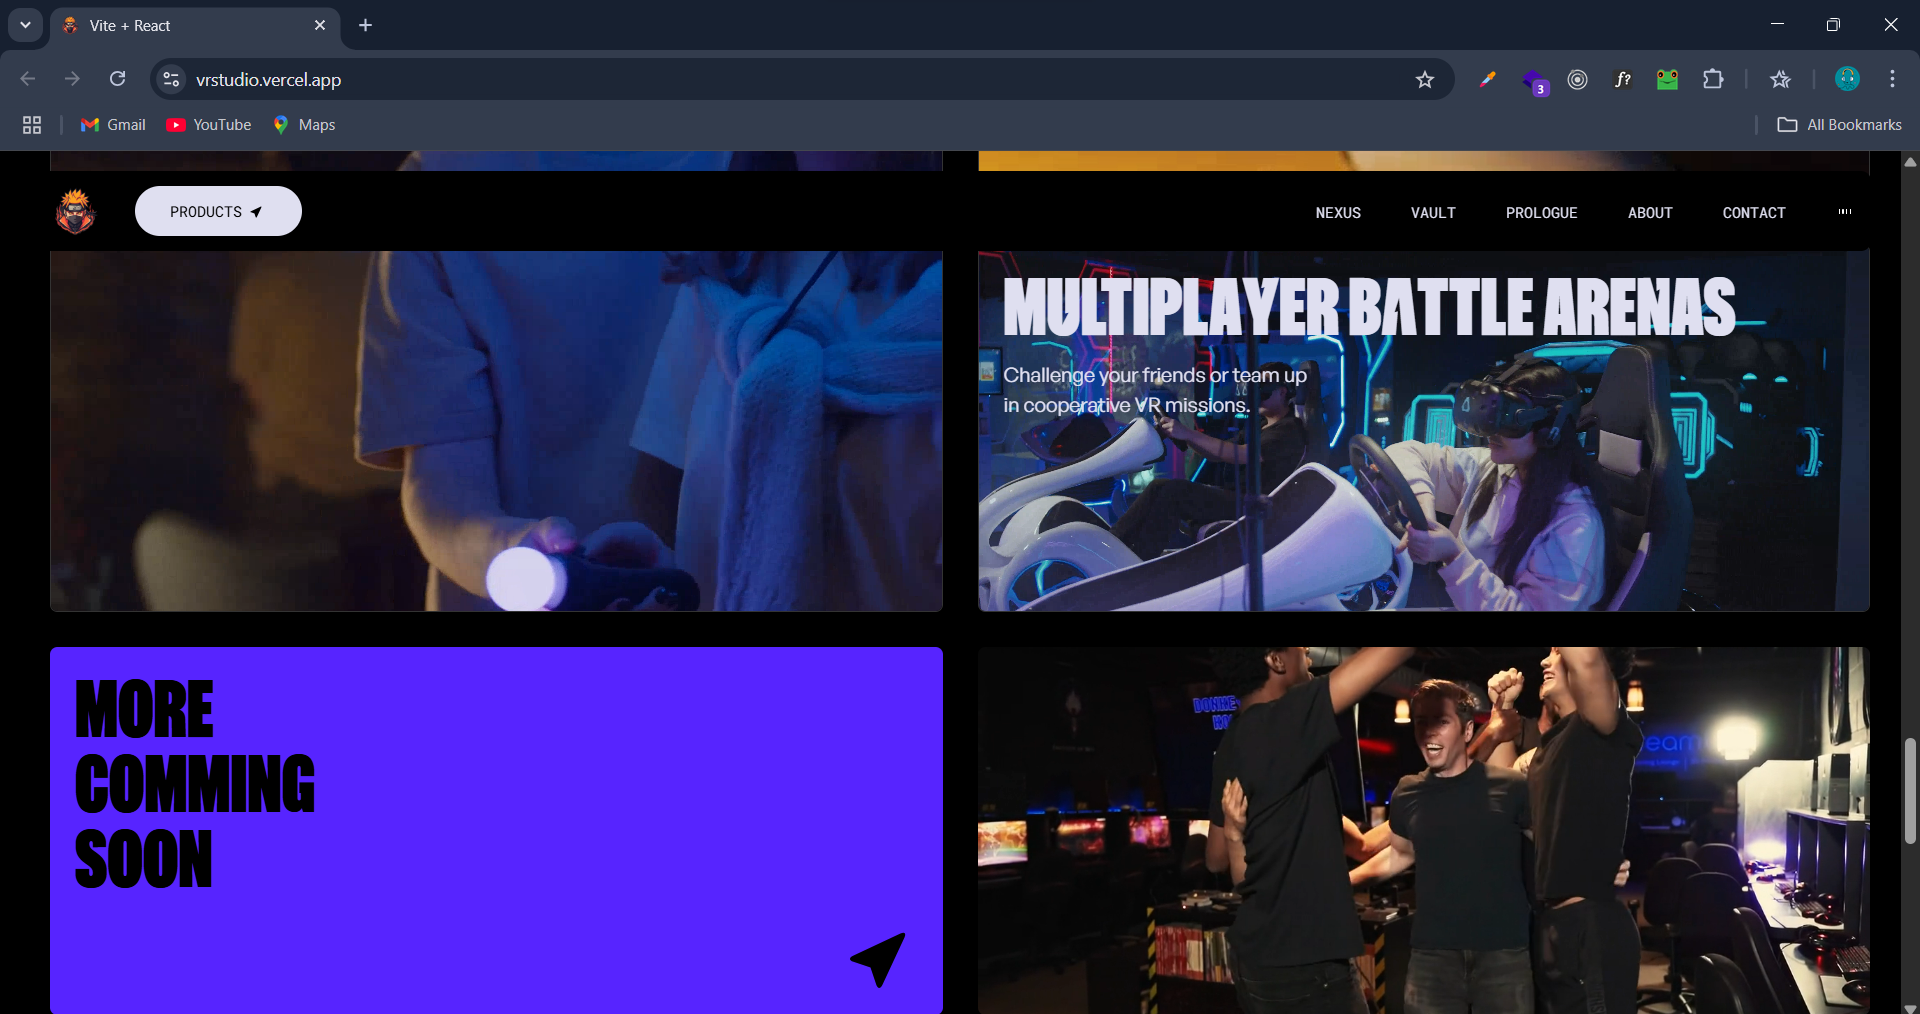 Vite + React
vrstudio.vercel.app
f?
3
Gmail
YouTube
Maps
All Bookmarks
PRODUCTS
NEXUS
VAULT
PROLOGUE
ABOUT
CONTACT
MULTIPLAYER BATTLE ARENAS
Challenge your friends or team up
in cooperative VR missions.
MORE
COMMING
SOON